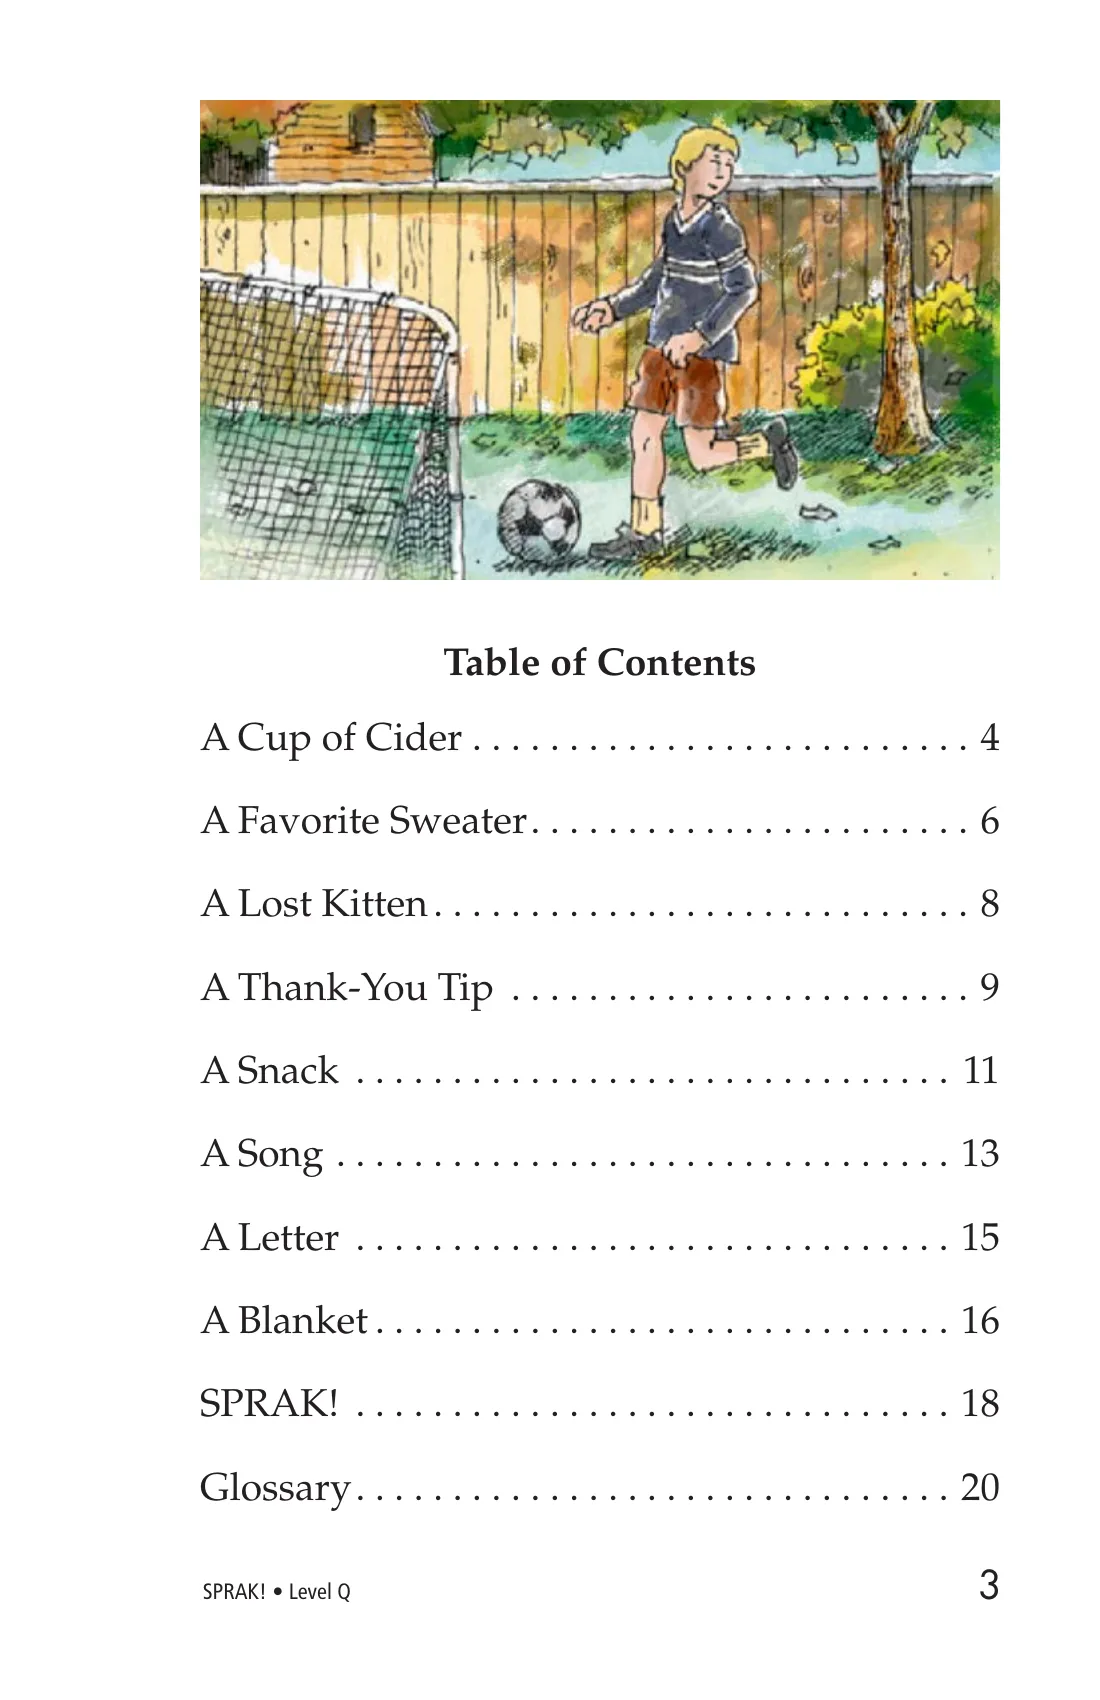 Table of Contents
A Cup of Cider . . . . . . . . . . . . . . . . . . . . . . . . . . 4
A Favorite Sweater. . . . . . . . . . . . . . . . . . . . . . . 6
A Lost Kitten. . . . . . . . . . . . . . . . . . . . . . . . . . . . 8
A Thank-You Tip . . . . . . . . . . . . . . . . . . . . . . . . 9
A Snack . . . . . . . . . . . . . . . . . . . . . . . . . . . . . . . 11
A Song . . . . . . . . . . . . . . . . . . . . . . . . . . . . . . . . 13
A Letter . . . . . . . . . . . . . . . . . . . . . . . . . . . . . . . 15
A Blanket. . . . . . . . . . . . . . . . . . . . . . . . . . . . . . 16
SPRAK! . . . . . . . . . . . . . . . . . . . . . . . . . . . . . . . 18
Glossary. . . . . . . . . . . . . . . . . . . . . . . . . . . . . . . 20
SPRAK! • Level Q 3